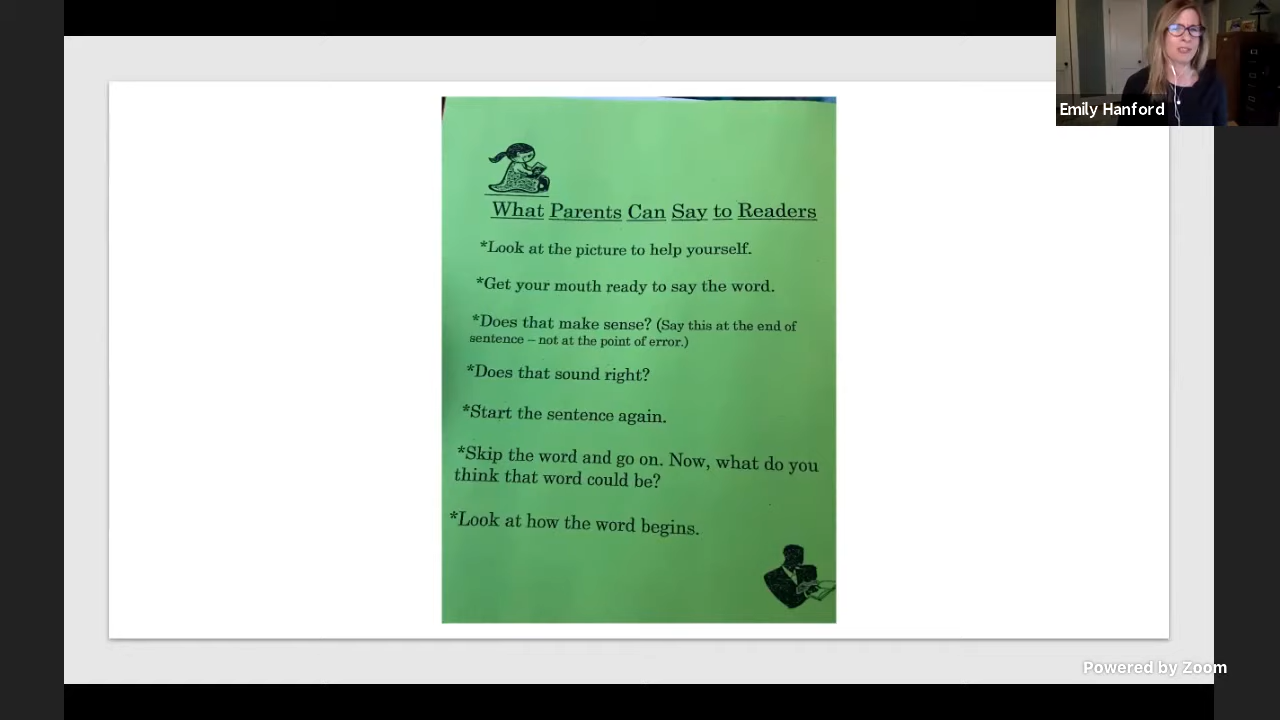 Emily Hanford
What Parents Can Say to Readers
*Look at the picture to help yourself.
*Get your mouth ready to say the word.
*Does that make sense? (Say this at the end of
sentence – not at the point of error.)
*Does that sound right?
*Start the sentence again.
*Skip the word and go on. Now, what do you
think that word could be?
*Look at how the word begins.
Powered by Zoom